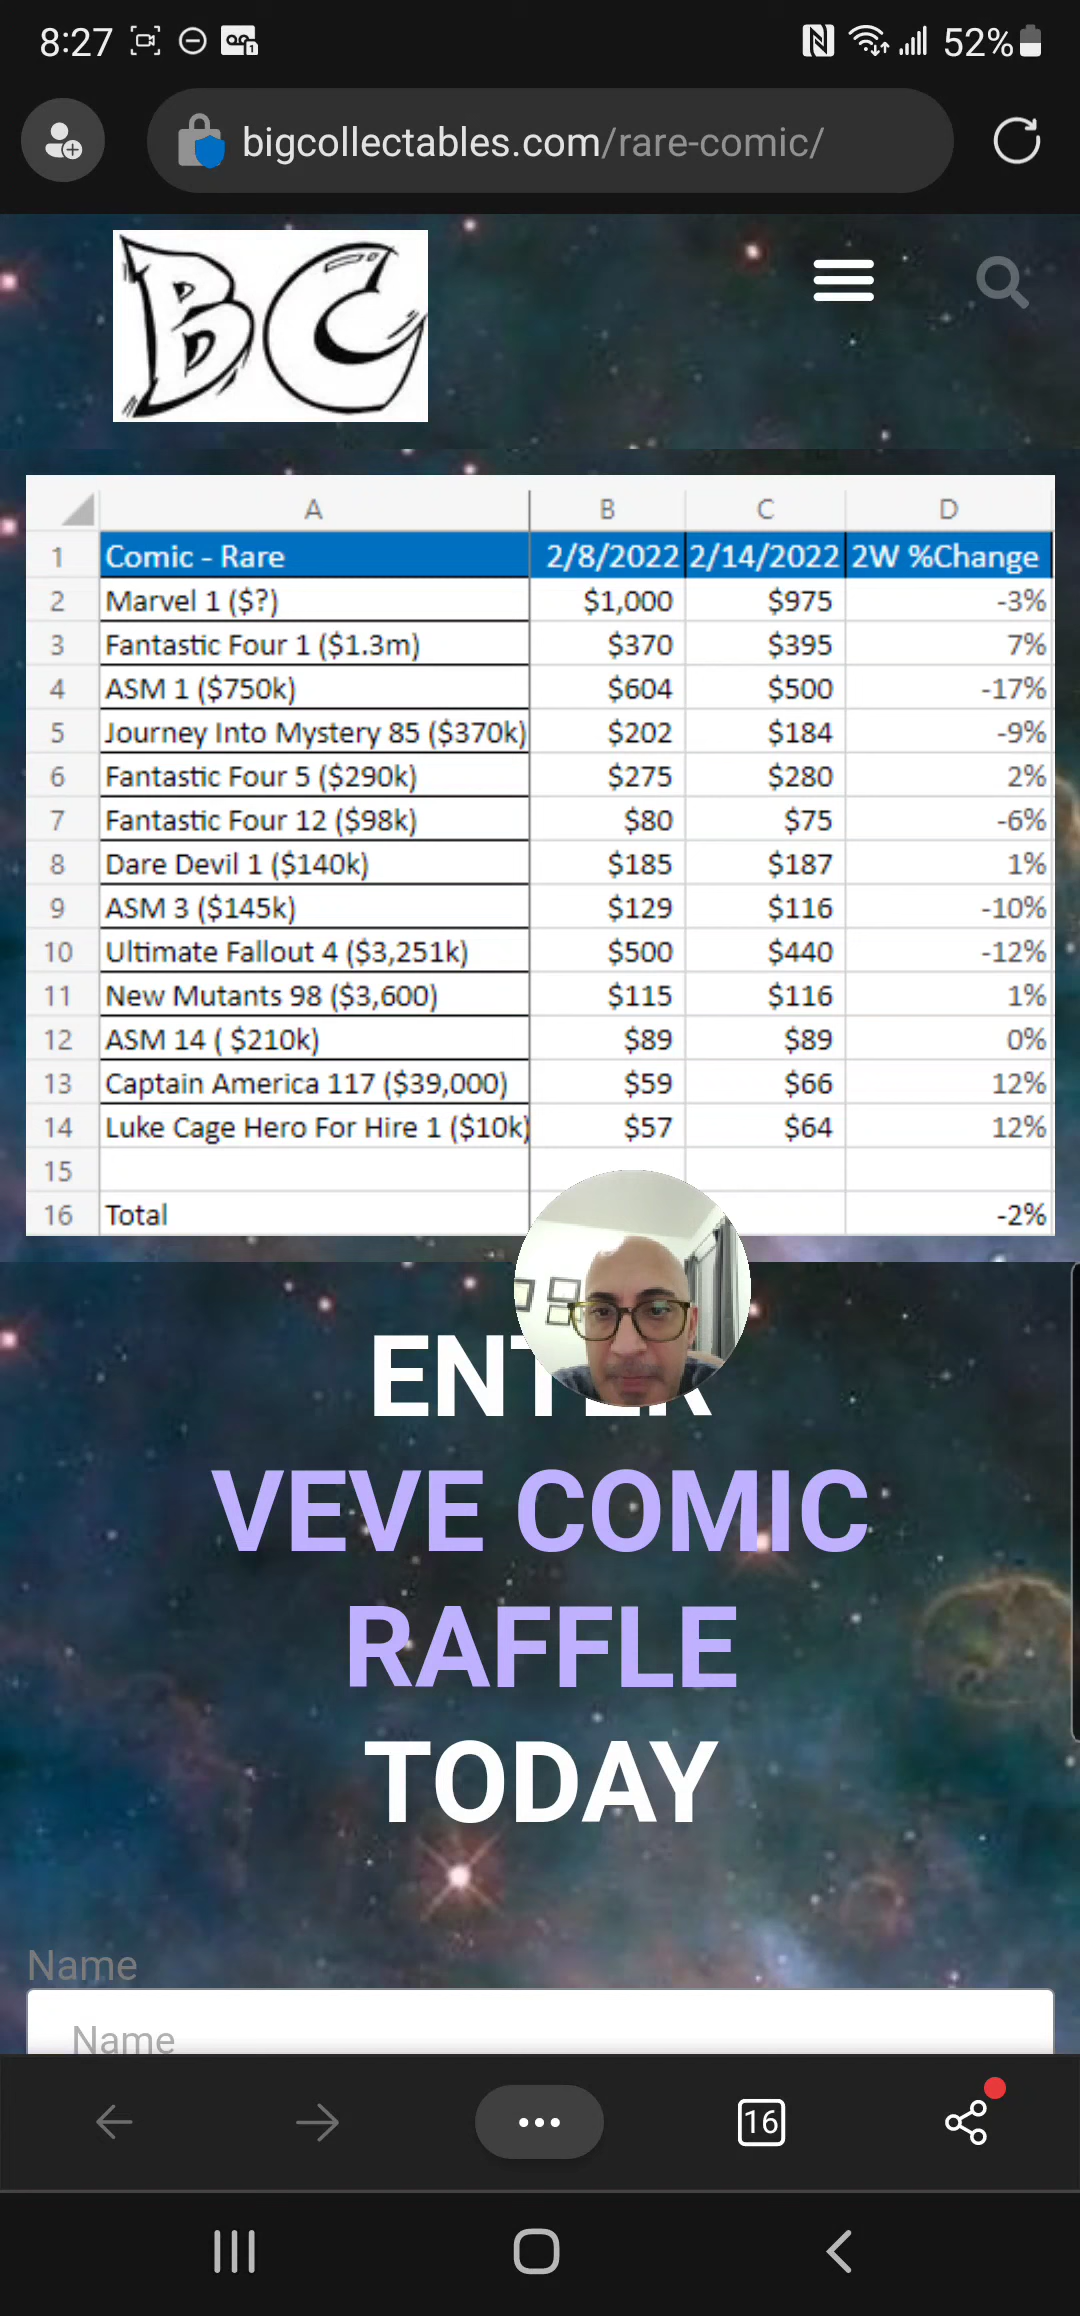 8:27 52%
bigcollectables.com/rare-comic/
BC
A B C D
1 Comic - Rare 2/8/2022 2/14/2022 2W %Change
2 Marvel 1 ($?) $1,000 $975 -3%
3 Fantastic Four 1 ($1.3m) $370 $395 7%
4 ASM 1 ($750k) $604 $500 -17%
5 Journey Into Mystery 85 ($370k) $202 $184 -9%
6 Fantastic Four 5 ($290k) $275 $280 2%
7 Fantastic Four 12 ($98k) $80 $75 -6%
8 Dare Devil 1 ($140k) $185 $187 1%
9 ASM 3 ($145k) $129 $116 -10%
10 Ultimate Fallout 4 ($3,251k) $500 $440 -12%
11 New Mutants 98 ($3,600) $115 $116 1%
12 ASM 14 ( $210k) $89 $89 0%
13 Captain America 117 ($39,000) $59 $66 12%
14 Luke Cage Hero For Hire 1 ($10k) $57 $64 12%
15
16 Total -2%
ENTER
VEVE COMIC
RAFFLE
TODAY
Name
Name
16